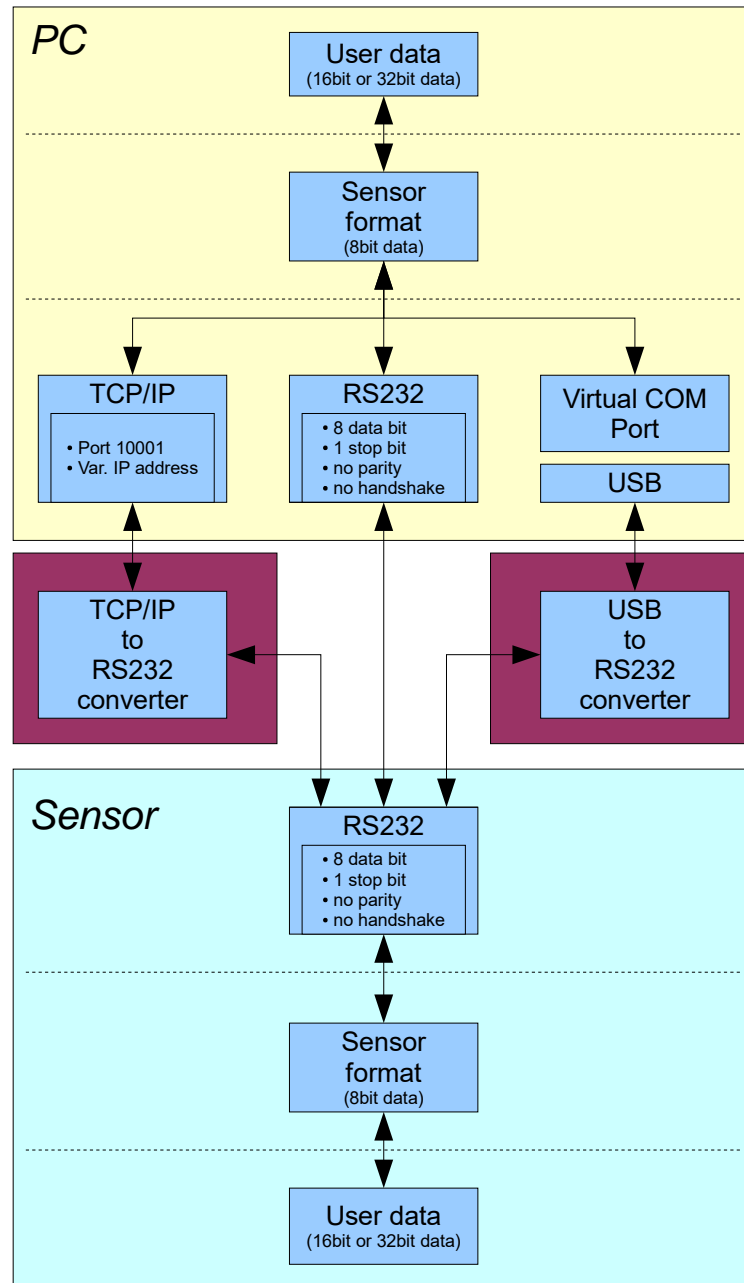 PC
User data
(16bit or 32bit data)
Sensor
format
(8bit data)
TCP/IP
• Port 10001
• Var. IP address
RS232
• 8 data bit
• 1 stop bit
• no parity
• no handshake
Virtual COM
Port
USB
TCP/IP
to
RS232
converter
USB
to
RS232
converter
Sensor
RS232
• 8 data bit
• 1 stop bit
• no parity
• no handshake
Sensor
format
(8bit data)
User data
(16bit or 32bit data)